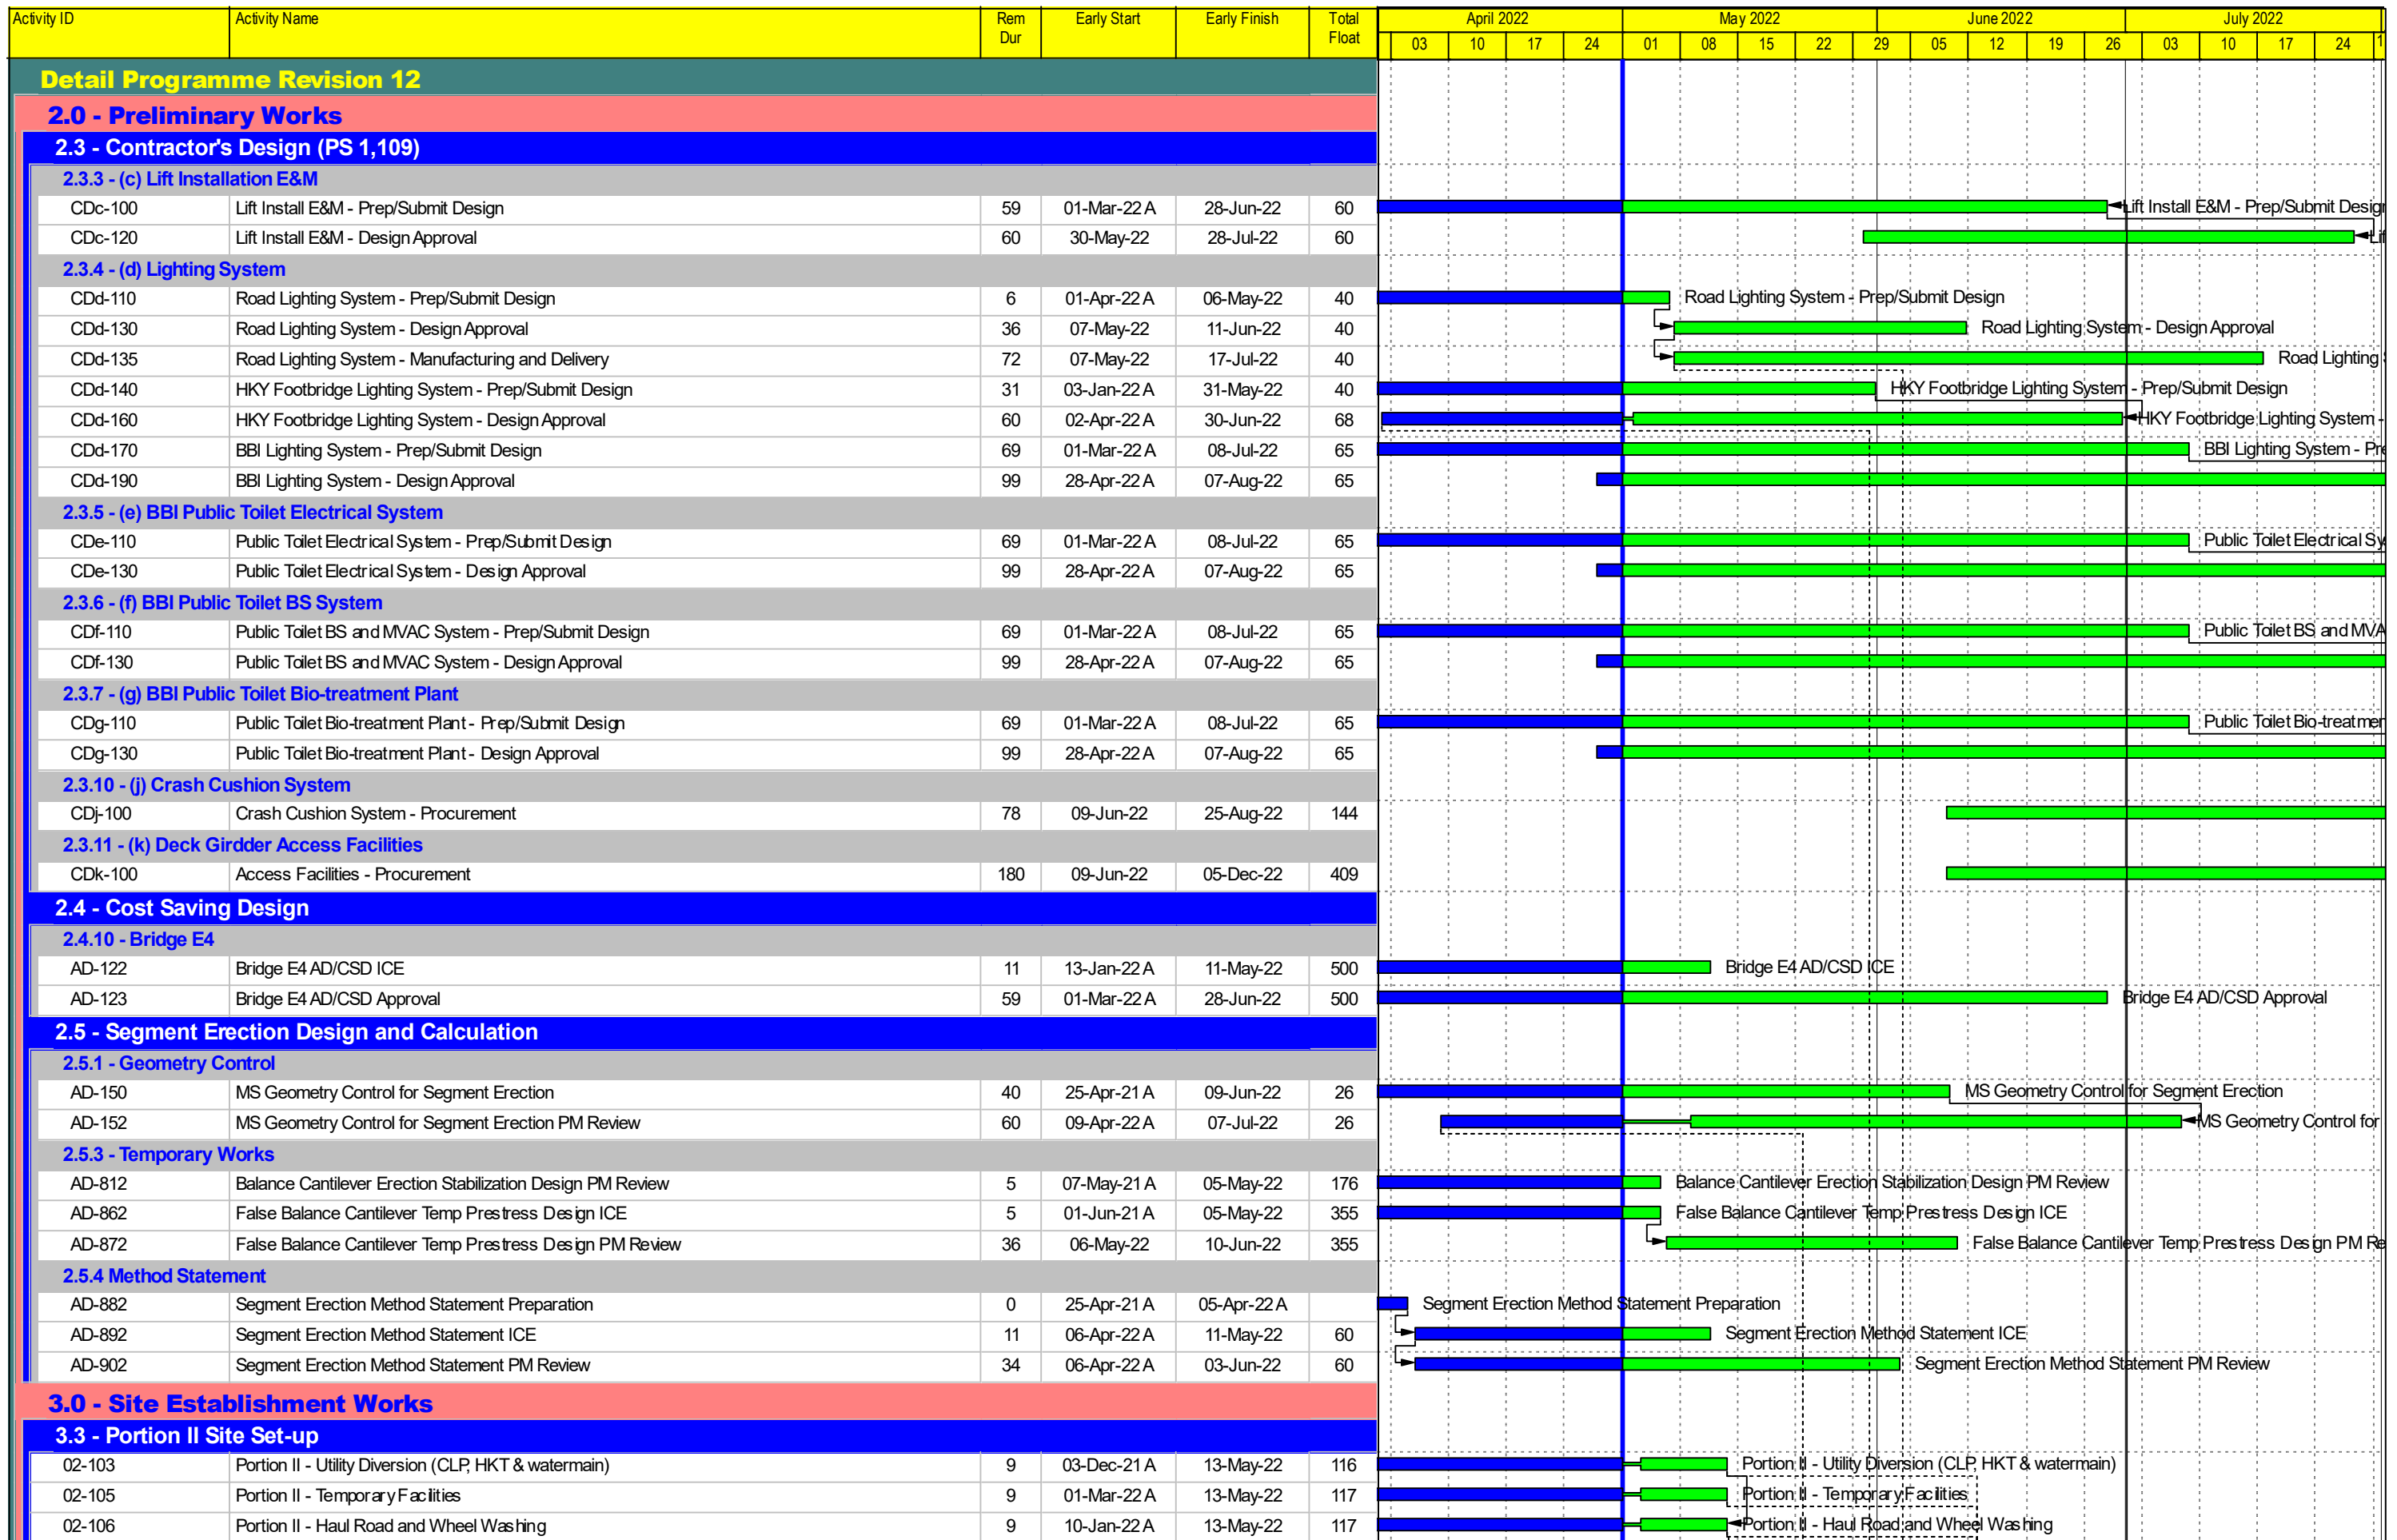 Activity ID Activity Name Rem Dur Early Start Early Finish Total Float April 2022 May 2022 June 2022 July 2022
03 10 17 24 01 08 15 22 29 05 12 19 26 03 10 17 24
Detail Programme Revision 12
2.0 - Preliminary Works
2.3 - Contractor's Design (PS 1,109)
2.3.3 - (c) Lift Installation E&M
CDc-100 Lift Install E&M - Prep/Submit Design 59 01-Mar-22 A 28-Jun-22 60 Lift Install E&M - Prep/Submit Design
CDc-120 Lift Install E&M - Design Approval 60 30-May-22 28-Jul-22 60
2.3.4 - (d) Lighting System
CDd-110 Road Lighting System - Prep/Submit Design 6 01-Apr-22 A 06-May-22 40 Road Lighting System - Prep/Submit Design
CDd-130 Road Lighting System - Design Approval 36 07-May-22 11-Jun-22 40 Road Lighting System - Design Approval
CDd-135 Road Lighting System - Manufacturing and Delivery 72 07-May-22 17-Jul-22 40 Road Lighting
CDd-140 HKY Footbridge Lighting System - Prep/Submit Design 31 03-Jan-22 A 31-May-22 40 HKY Footbridge Lighting System - Prep/Submit Design
CDd-160 HKY Footbridge Lighting System - Design Approval 60 02-Apr-22 A 30-Jun-22 68 HKY Footbridge Lighting System -
CDd-170 BBI Lighting System - Prep/Submit Design 69 01-Mar-22 A 08-Jul-22 65 BBI Lighting System - Pre
CDd-190 BBI Lighting System - Design Approval 99 28-Apr-22 A 07-Aug-22 65
2.3.5 - (e) BBI Public Toilet Electrical System
CDe-110 Public Toilet Electrical System - Prep/Submit Design 69 01-Mar-22 A 08-Jul-22 65 Public Toilet Electrical Sy
CDe-130 Public Toilet Electrical System - Design Approval 99 28-Apr-22 A 07-Aug-22 65
2.3.6 - (f) BBI Public Toilet BS System
CDf-110 Public Toilet BS and MVAC System - Prep/Submit Design 69 01-Mar-22 A 08-Jul-22 65 Public Toilet BS and MVA
CDf-130 Public Toilet BS and MVAC System - Design Approval 99 28-Apr-22 A 07-Aug-22 65
2.3.7 - (g) BBI Public Toilet Bio-treatment Plant
CDg-110 Public Toilet Bio-treatment Plant - Prep/Submit Design 69 01-Mar-22 A 08-Jul-22 65 Public Toilet Bio-treatmen
CDg-130 Public Toilet Bio-treatment Plant - Design Approval 99 28-Apr-22 A 07-Aug-22 65
2.3.10 - (j) Crash Cushion System
CDj-100 Crash Cushion System - Procurement 78 09-Jun-22 25-Aug-22 144
2.3.11 - (k) Deck Girdder Access Facilities
CDk-100 Access Facilities - Procurement 180 09-Jun-22 05-Dec-22 409
2.4 - Cost Saving Design
2.4.10 - Bridge E4
AD-122 Bridge E4 AD/CSD ICE 11 13-Jan-22 A 11-May-22 500 Bridge E4 AD/CSD ICE
AD-123 Bridge E4 AD/CSD Approval 59 01-Mar-22 A 28-Jun-22 500 Bridge E4 AD/CSD Approval
2.5 - Segment Erection Design and Calculation
2.5.1 - Geometry Control
AD-150 MS Geometry Control for Segment Erection 40 25-Apr-21 A 09-Jun-22 26 MS Geometry Control for Segment Erection
AD-152 MS Geometry Control for Segment Erection PM Review 60 09-Apr-22 A 07-Jul-22 26 MS Geometry Control for
2.5.3 - Temporary Works
AD-812 Balance Cantilever Erection Stabilization Design PM Review 5 07-May-21 A 05-May-22 176 Balance Cantilever Erection Stabilization Design PM Review
AD-862 False Balance Cantilever Temp Prestress Design ICE 5 01-Jun-21 A 05-May-22 355 False Balance Cantilever Temp Prestress Design ICE
AD-872 False Balance Cantilever Temp Prestress Design PM Review 36 06-May-22 10-Jun-22 355 False Balance Cantilever Temp Prestress Design PM Re
2.5.4 Method Statement
AD-882 Segment Erection Method Statement Preparation 0 25-Apr-21 A 05-Apr-22 A Segment Erection Method Statement Preparation
AD-892 Segment Erection Method Statement ICE 11 06-Apr-22 A 11-May-22 60 Segment Erection Method Statement ICE
AD-902 Segment Erection Method Statement PM Review 34 06-Apr-22 A 03-Jun-22 60 Segment Erection Method Statement PM Review
3.0 - Site Establishment Works
3.3 - Portion II Site Set-up
02-103 Portion II - Utility Diversion (CLP, HKT & watermain) 9 03-Dec-21 A 13-May-22 116 Portion II - Utility Diversion (CLP, HKT & watermain)
02-105 Portion II - Temporary Facilities 9 01-Mar-22 A 13-May-22 117 Portion II - Temporary Facilities
02-106 Portion II - Haul Road and Wheel Washing 9 10-Jan-22 A 13-May-22 117 Portion II - Haul Road and Wheel Washing